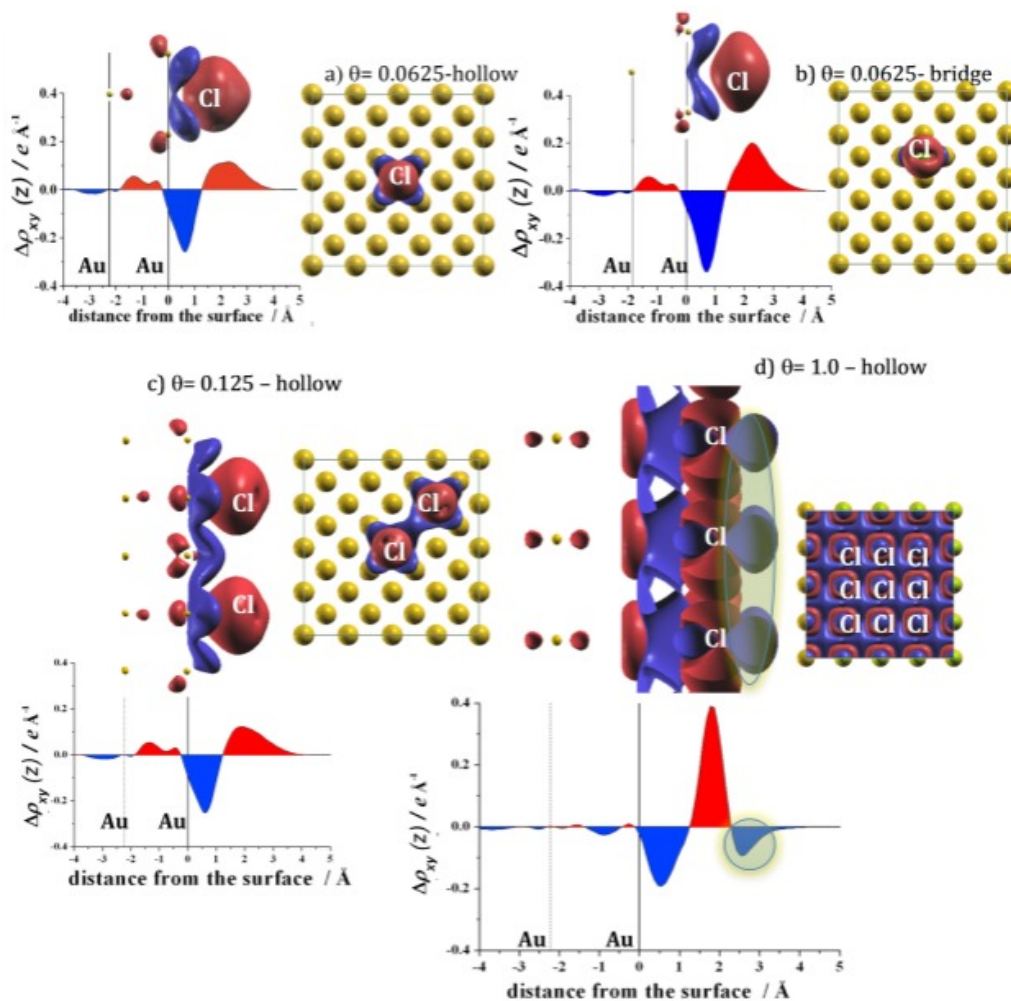 a) θ= 0.0625-hollow
Cl
Cl
0.4
0.2
0.0
-0.2
-0.4
Δρxy (z) / e Å-1
Au
Au
-4 -3 -2 -1 0 1 2 3 4 5
distance from the surface / Å
b) θ= 0.0625- bridge
Cl
Cl
0.4
0.2
0.0
-0.2
-0.4
Δρxy (z) / e Å-1
Au
Au
-4 -3 -2 -1 0 1 2 3 4 5
distance from the surface / Å
c) θ= 0.125 – hollow
Cl
Cl
Cl
Cl
0.4
0.2
0.0
-0.2
-0.4
Δρxy (z) / e Å-1
Au
Au
-4 -3 -2 -1 0 1 2 3 4 5
distance from the surface / Å
d) θ= 1.0 – hollow
Cl
Cl
Cl
Cl Cl Cl
Cl Cl Cl
Cl Cl Cl
0.4
0.2
0.0
-0.2
-0.4
Δρxy (z) / e Å-1
Au
Au
-4 -3 -2 -1 0 1 2 3 4 5
distance from the surface / Å